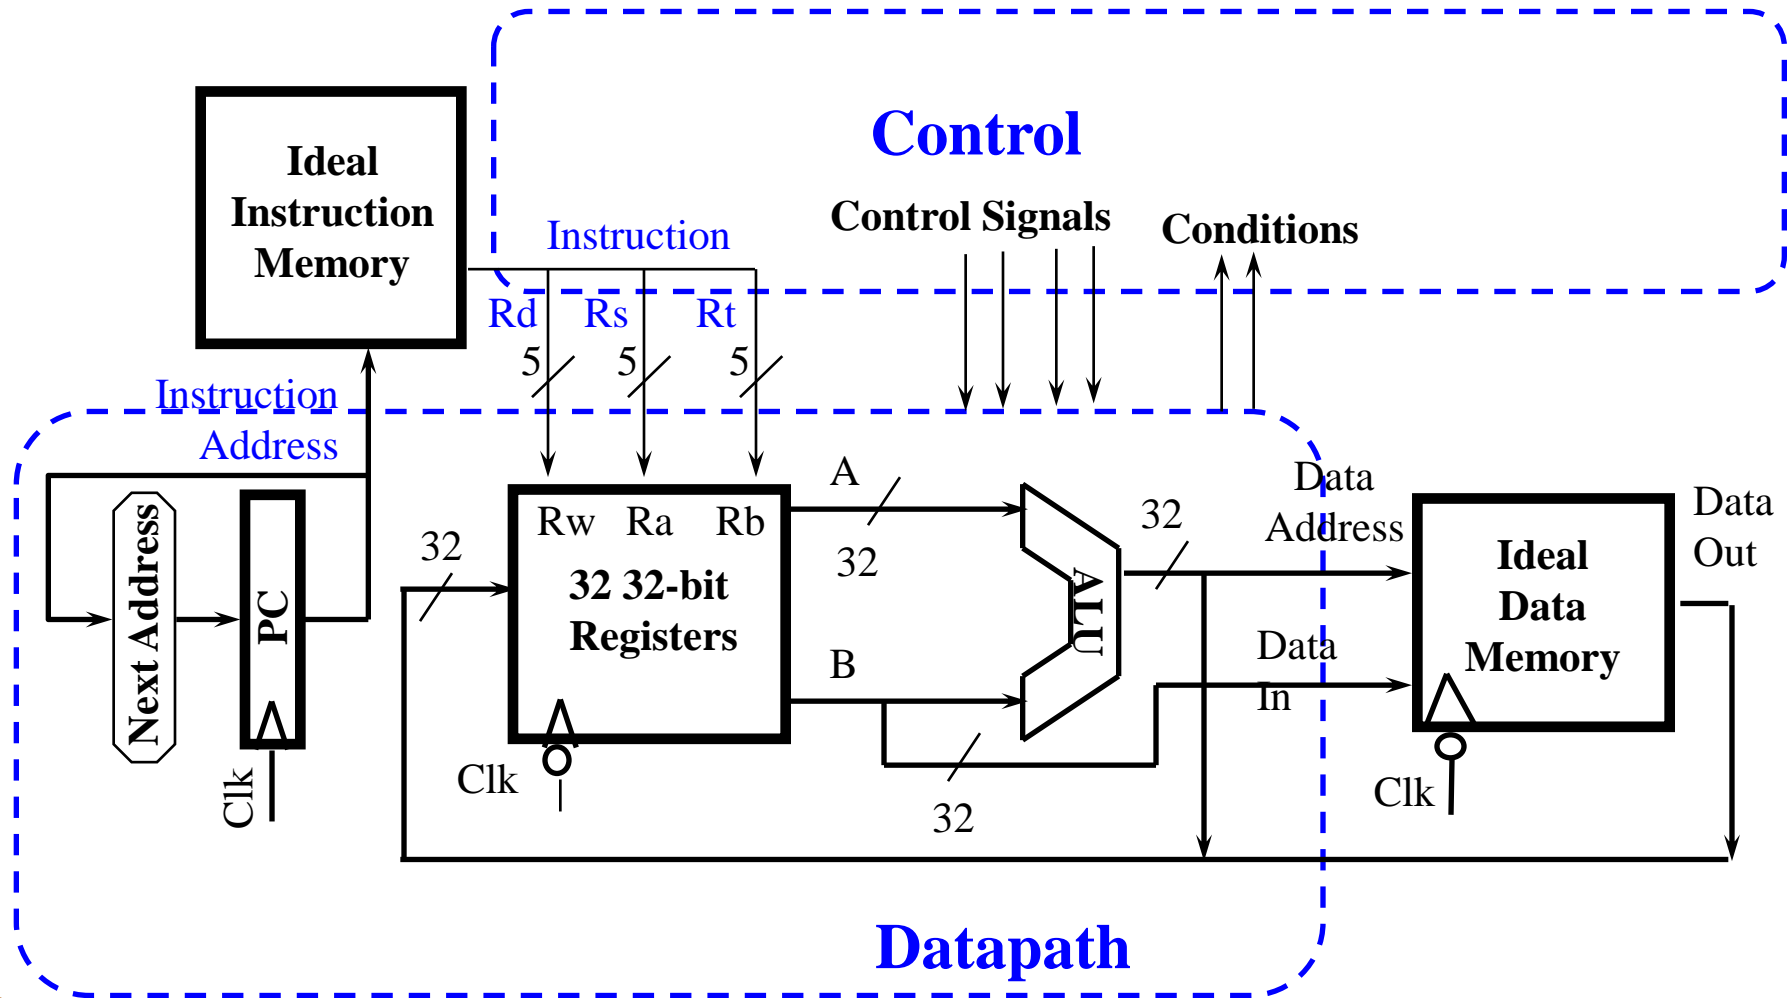 Control
Ideal
Instruction
Memory
Control Signals
Conditions
Instruction
Rd
Rs
Rt
5
5
5
Instruction
Address
Next Address
PC
Clk
32
Rw
Ra
Rb
32 32-bit
Registers
Clk
A
32
B
32
ALU
32
Data
Address
Data
In
Ideal
Data
Memory
Clk
Data
Out
Datapath